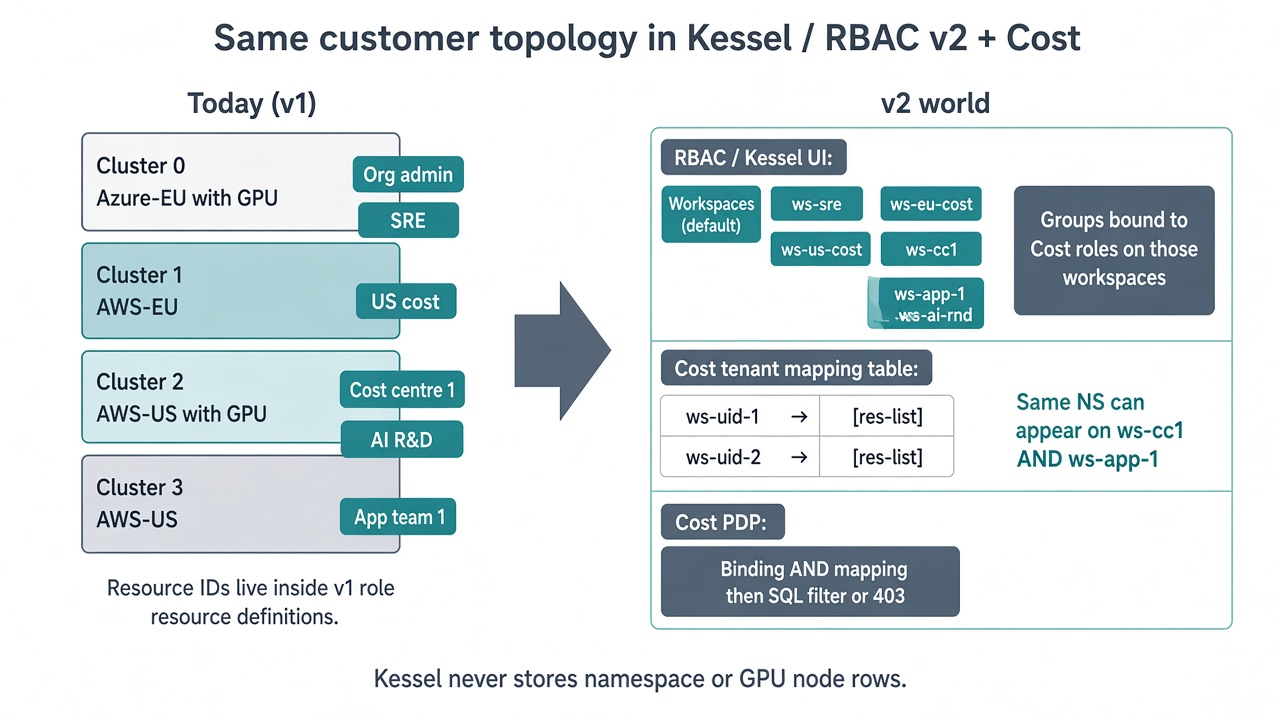 Same customer topology in Kessel / RBAC v2 + Cost
Today (v1)
Cluster 0
Azure-EU with GPU
Org admin
SRE
Cluster 1
AWS-EU
US cost
Cluster 2
AWS-US with GPU
Cost centre 1
AI R&D
Cluster 3
AWS-US
App team 1
Resource IDs live inside v1 role
resource definitions.
v2 world
RBAC / Kessel UI:
Workspaces
(default)
ws-sre
ws-eu-cost
ws-us-cost
ws-cc1
ws-app-1
ws-ai-rnd
Groups bound to
Cost roles on those
workspaces
Cost tenant mapping table:
ws-uid-1 → [res-list]
ws-uid-2 → [res-list]
Same NS can
appear on ws-cc1
AND ws-app-1
Cost PDP:
Binding AND mapping
then SQL filter or 403
Kessel never stores namespace or GPU node rows.